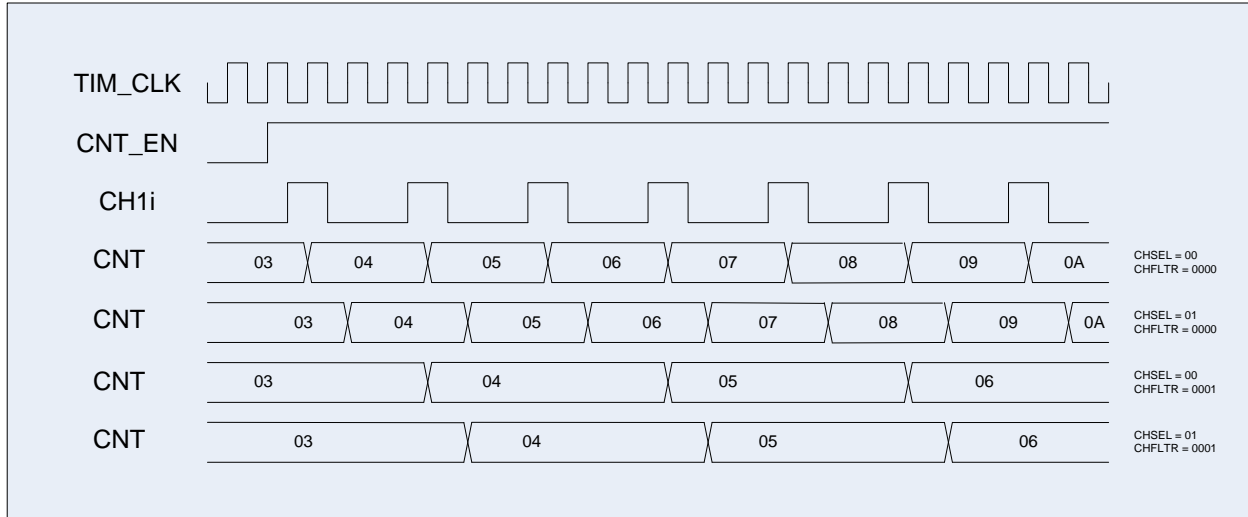 TIM_CLK
CNT_EN
CH1i
CNT 03 04 05 06 07 08 09 0A CHSEL = 00
CHFLTR = 0000
CNT 03 04 05 06 07 08 09 0A CHSEL = 01
CHFLTR = 0000
CNT 03 04 05 06 CHSEL = 00
CHFLTR = 0001
CNT 03 04 05 06 CHSEL = 01
CHFLTR = 0001